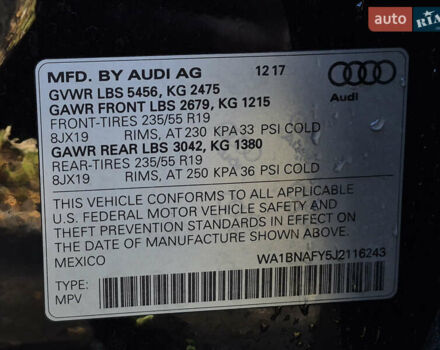 auto RIA
MFD. BY AUDI AG 12 17
GVWR LBS 5456, KG 2475
GAWR FRONT LBS 2679, KG 1215
FRONT-TIRES 235/55 R19
8JX19 RIMS, AT 230 KPA 33 PSI COLD
GAWR REAR LBS 3042, KG 1380
REAR-TIRES 235/55 R19
8JX19 RIMS, AT 250 KPA 36 PSI COLD
Audi
THIS VEHICLE CONFORMS TO ALL APPLICABLE
U.S. FEDERAL MOTOR VEHICLE SAFETY AND
THEFT PREVENTION STANDARDS IN EFFECT ON
THE DATE OF MANUFACTURE SHOWN ABOVE.
MEXICO WA1BNAFY5J2116243
TYPE:
MPV